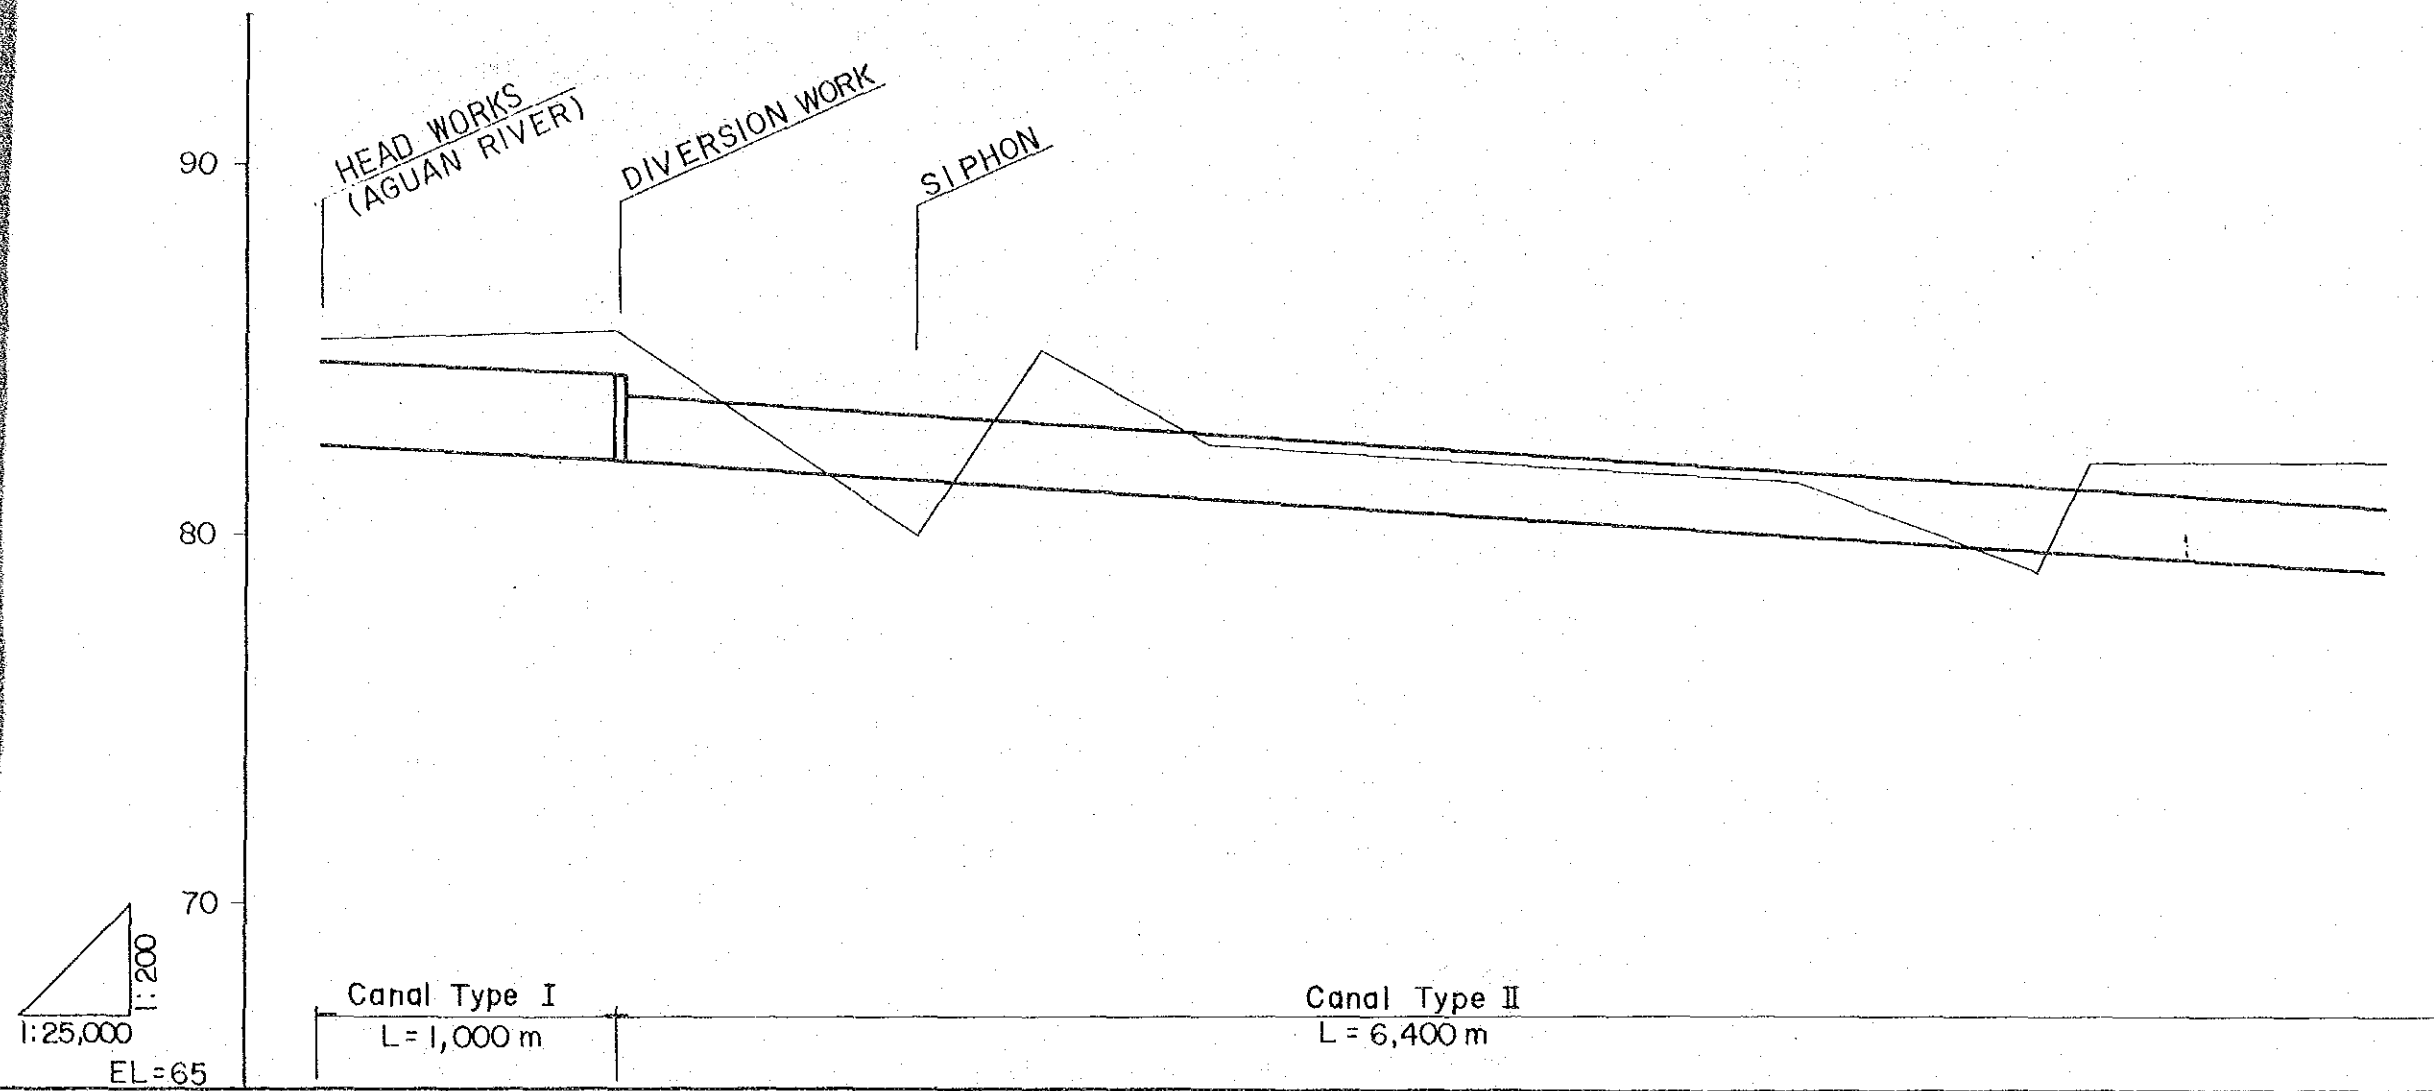 HEAD WORKS
(AGUAN RIVER)
DIVERSION WORK
SIPHON
90
80
70
1:200
1:25,000
EL=65
Canal Type I
L=1,000 m
Canal Type II
L=6,400 m